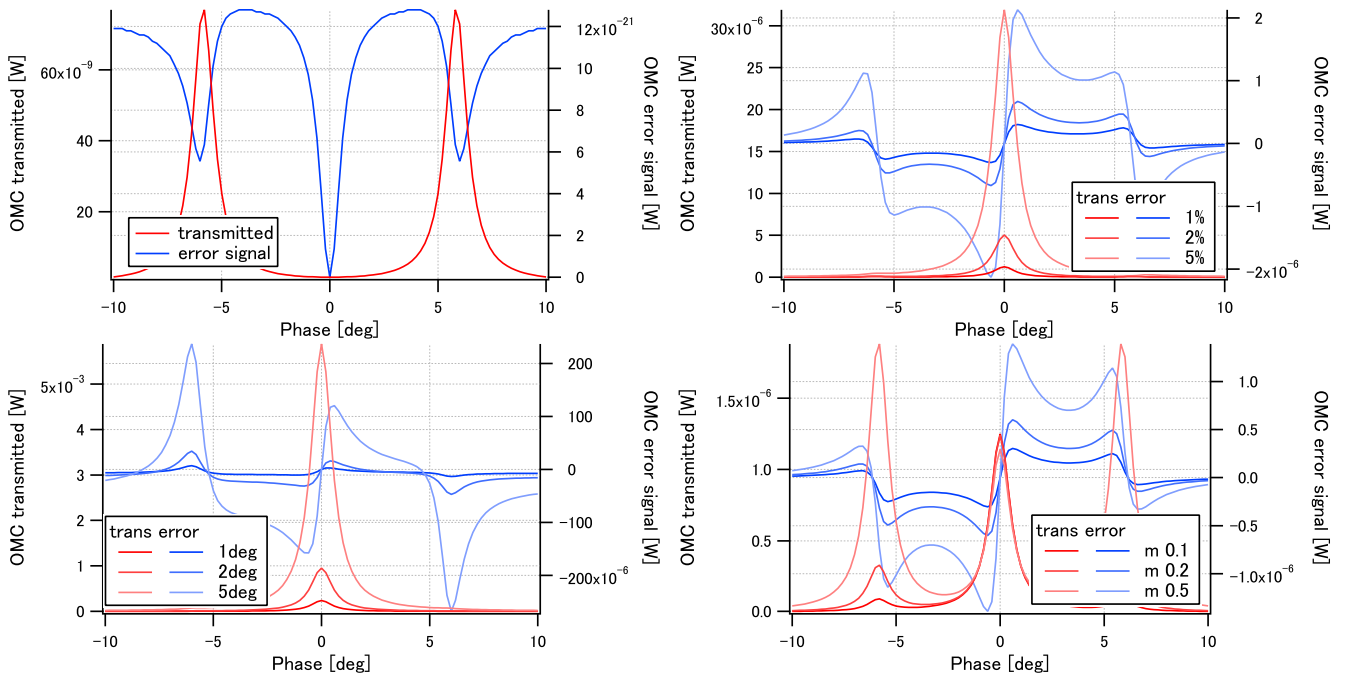 OMC transmitted [W]
60x10⁻⁹
40
20
12x10⁻²¹
10
8
6
4
2
0
OMC error signal [W]
transmitted
error signal
-10
-5
0
5
10
Phase [deg]
OMC transmitted [W]
30x10⁻⁶
25
20
15
10
5
0
2
1
0
-1
-2x10⁻⁶
OMC error signal [W]
trans error
1%
2%
5%
-10
-5
0
5
10
Phase [deg]
OMC transmitted [W]
5x10⁻³
4
3
2
1
0
200
100
0
-100
-200x10⁻⁶
OMC error signal [W]
trans error
1deg
2deg
5deg
-10
-5
0
5
10
Phase [deg]
OMC transmitted [W]
1.5x10⁻⁶
1.0
0.5
0.0
1.0
0.5
0.0
-0.5
-1.0x10⁻⁶
OMC error signal [W]
trans error
m 0.1
m 0.2
m 0.5
-10
-5
0
5
10
Phase [deg]